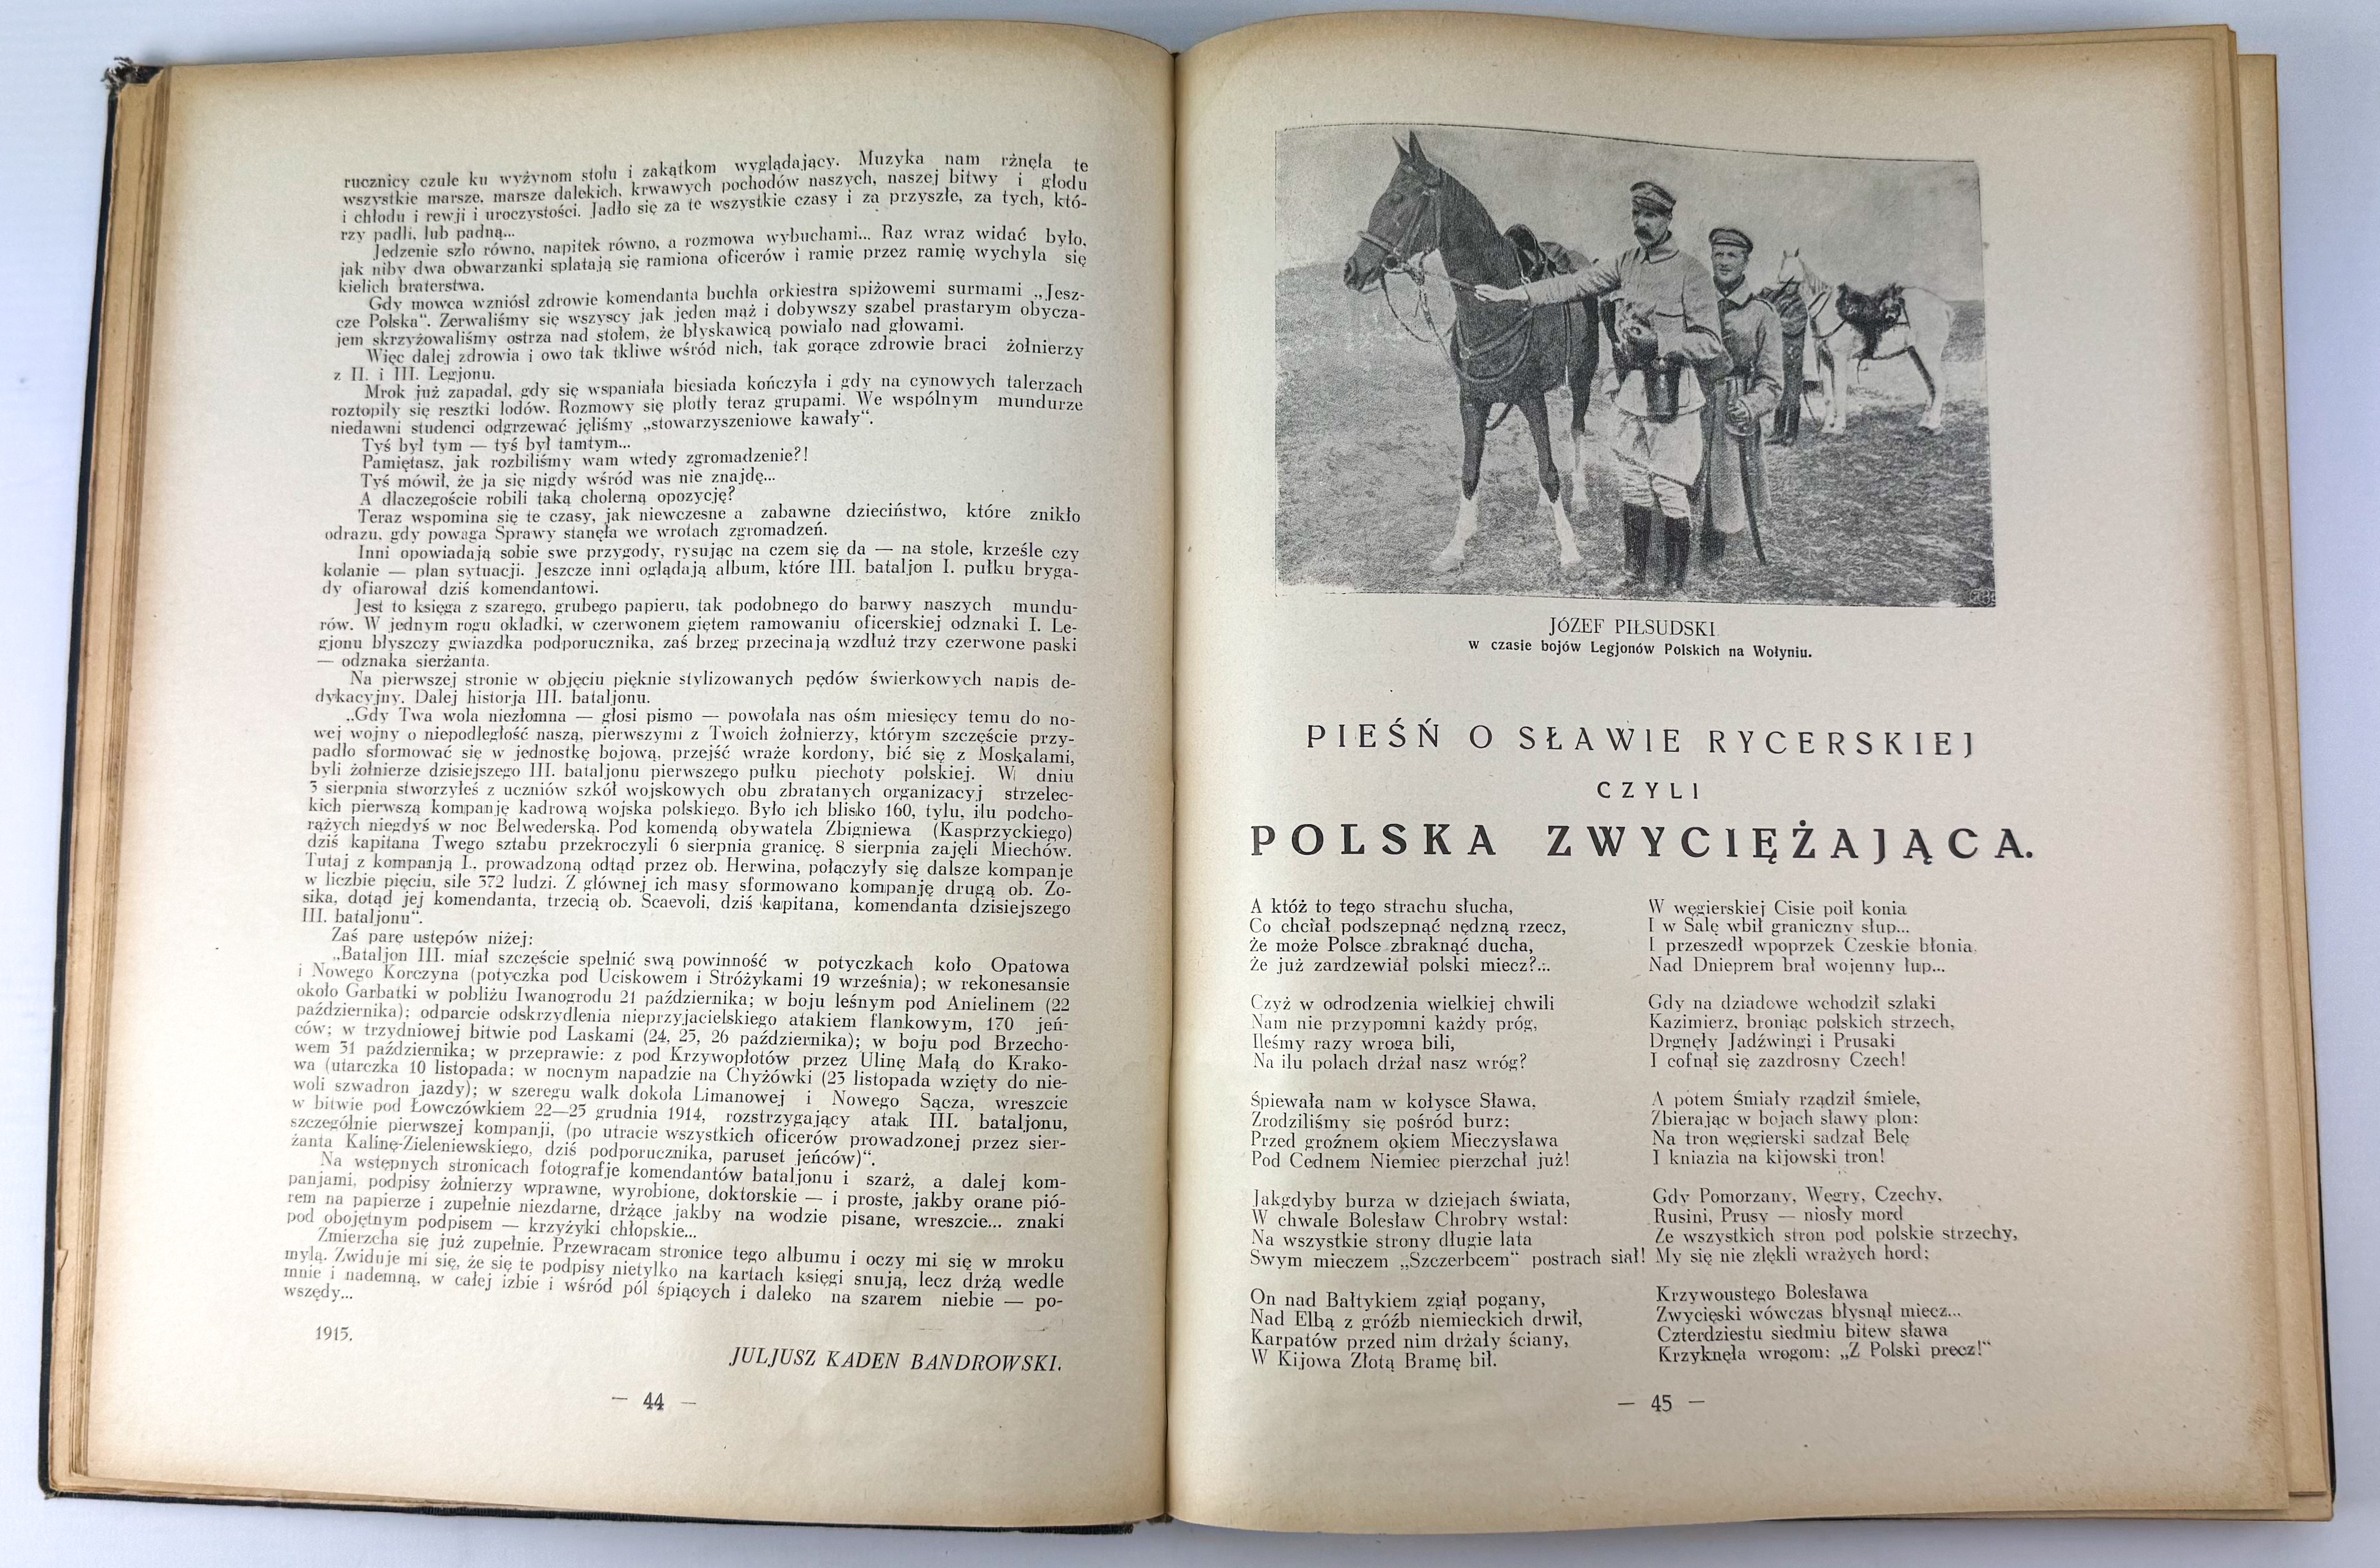 rucznicy czule ku wyżynom stołu i zakątkom wyglądający. Muzyka nam rżnęła te
wszystkie marsze, marsze dalekich, krwawych pochodów naszych, naszej bitwy i głodu
i chłodu i rewji i uroczystości. Jadło się za te wszystkie czasy i za przyszłe, za tych, któ-
rzy padli, lub padną...
Jedzenie szło równo, napitek równo, a rozmowa wybuchami... Raz wraz widać było,
jak niby dwa obwarzanki splatają się ramiona oficerów i ramię przez ramię wychyla się
kielich braterstwa.
Gdy mowca wzniósł zdrowie komendanta buchła orkiestra spiżowemi surmami „Jesz-
cze Polska“. Zerwaliśmy się wszyscy jak jeden mąż i dobywszy szabel prastarym obycza-
jem skrzyżowaliśmy ostrza nad stołem, że błyskawicą powiało nad głowami.
Więc dalej zdrowia i owo tak tkliwe wśród nich, tak gorące zdrowie braci żołnierzy
z II. i III. Legjonu.
Mrok już zapadał, gdy się wspaniała biesiada kończyła i gdy na cynowych talerzach
roztopiły się resztki lodów. Rozmowy się plotły teraz grupami. We wspólnym mundurze
niedawni studenci odgrzewać jęliśmy „stowarzyszeniowe kawały“.
Tyś był tym — tyś był tamtym...
Pamiętasz, jak rozbiliśmy wam wtedy zgromadzenie?!
Tyś mówił, że ja się nigdy wśród was nie znajdę...
A dlaczegoście robili taką cholerną opozycję?
Teraz wspomina się te czasy, jak niewczesne a zabawne dzieciństwo, które znikło
odrazu, gdy powaga Sprawy stanęła we wrotach zgromadzeń.
Inni opowiadają sobie swe przygody, rysując na czem się da — na stole, krześle czy
kolanie — plan sytuacji. Jeszcze inni oglądają album, które III. bataljon I. pułku bryga-
dy ofiarował dziś komendantowi.
Jest to księga z szarego, grubego papieru, tak podobnego do barwy naszych mundu-
rów. W jednym rogu okładki, w czerwonem giętem ramowaniu oficerskiej odznaki I. Le-
gjonu błyszczy gwiazdka podporucznika, zaś brzeg przecinają wzdłuż trzy czerwone paski
— odznaka sierżanta.
Na pierwszej stronie w objęciu pięknie stylizowanych pędów świerkowych napis de-
dykacyjny. Dalej historja III. bataljonu.
„Gdy Twa wola niezłomna — głosi pismo — powołała nas ośm miesięcy temu do no-
wej wojny o niepodległość naszą, pierwszymi z Twoich żołnierzy, którym szczęście przy-
padło sformować się w jednostkę bojową, przejść wraże kordony, bić się z Moskalami,
byli żołnierze dzisiejszego III. bataljonu pierwszego pułku piechoty polskiej. W dniu
3 sierpnia stworzyłeś z uczniów szkół wojskowych obu zbratanych organizacyj strzelec-
kich pierwszą kompanję kadrową wojska polskiego. Było ich blisko 160, tylu, ilu podcho-
rążych niegdyś w noc Belwederską. Pod komendą obywatela Zbigniewa (Kasprzyckiego)
dziś kapitana Twego sztabu przekroczyli 6 sierpnia granicę. 8 sierpnia zajęli Miechów.
Tutaj z kompanją I., prowadzoną odtąd przez ob. Herwina, połączyły się dalsze kompanje
w liczbie pięciu, sile 372 ludzi. Z głównej ich masy sformowano kompanję drugą ob. Zo-
sika, dotąd jej komendanta, trzecią ob. Scaevoli, dziś kapitana, komendanta dzisiejszego
III. bataljonu“.
Zaś parę ustępów niżej:
„Bataljon III. miał szczęście spełnić swą powinność w potyczkach koło Opatowa
i Nowego Korczyna (potyczka pod Uciskowem i Stróżykami 19 września); w rekonesansie
około Garbatki w pobliżu Iwanogrodu 21 października; w boju leśnym pod Anielinem (22
października); odparcie odskrzydlenia nieprzyjacielskiego atakiem flankowym, 170 jeń-
ców; w trzydniowej bitwie pod Laskami (24, 25, 26 października); w boju pod Brzecho-
wem 31 października; w przeprawie: z pod Krzywopłotów przez Ulinę Małą do Krako-
wa (utarczka 10 listopada; w nocnym napadzie na Chyżówki (23 listopada wzięty do nie-
woli szwadron jazdy); w szeregu walk dokoła Limanowej i Nowego Sącza, wreszcie
w bitwie pod Łowczówkiem 22—25 grudnia 1914, rozstrzygający atak III. bataljonu,
szczególnie pierwszej kompanji, (po utracie wszystkich oficerów prowadzonej przez sier-
żanta Kalinę-Zieleniewskiego, dziś podporucznika, paruset jeńców)“.
Na wstępnych stronicach fotografje komendantów bataljonu i szarż, a dalej kom-
panjami, podpisy żołnierzy wprawne, wyrobione, doktorskie — i proste, jakby orane pió-
rem na papierze i zupełnie niezdarne, drżące jakby na wodzie pisane, wreszcie... znaki
pod obojętnym podpisem — krzyżyki chłopskie...
Zmierzcha się już zupełnie. Przewracam stronice tego albumu i oczy mi się w mroku
mylą. Zwiduje mi się, że się te podpisy nietylko na kartach księgi snują, lecz drżą wedle
mnie i nademną, w całej izbie i wśród pól śpiących i daleko na szarem niebie — po-
wszędy...
1915.
JULJUSZ KADEN BANDROWSKI.
— 44 —
JÓZEF PIŁSUDSKI
w czasie bojów Legjonów Polskich na Wołyniu.
PIEŚŃ O SŁAWIE RYCERSKIEJ
CZYLI
POLSKA ZWYCIĘŻAJĄCA.
A któż to tego strachu słucha,
Co chciał podszepnąć nędzną rzecz,
Że może Polsce zbraknąć ducha,
Że już zardzewiał polski miecz?...
Czyż w odrodzenia wielkiej chwili
Nam nie przypomni każdy próg,
Ileśmy razy wroga bili,
Na ilu polach drżał nasz wróg?
Śpiewała nam w kołysce Sława,
Zrodziliśmy się pośród burz;
Przed groźnem okiem Mieczysława
Pod Cednem Niemiec pierzchał już!
Jakgdyby burza w dziejach świata,
W chwale Bolesław Chrobry wstał:
Na wszystkie strony długie lata
Swym mieczem „Szczerbcem“ postrach siał!
On nad Bałtykiem zgiął pogany,
Nad Elbą z gróźb niemieckich drwił,
Karpatów przed nim drżały ściany,
W Kijowa Złotą Bramę bił.
W węgierskiej Cisie poił konia
I w Salę wbił graniczny słup...
I przeszedł wpoprzek Czeskie błonia,
Nad Dnieprem brał wojenny łup...
Gdy na dziadowe wchodził szlaki
Kazimierz, broniąc polskich strzech,
Drgnęły Jadźwingi i Prusaki
I cofnął się zazdrosny Czech!
A potem Śmiały rządził śmiele,
Zbierając w bojach sławy plon:
Na tron węgierski sadzał Belę
I kniazia na kijowski tron!
Gdy Pomorzany, Węgry, Czechy,
Rusini, Prusy — niosły mord
Ze wszystkich stron pod polskie strzechy,
My się nie zlękli wrażych hord;
Krzywoustego Bolesława
Zwycięski wówczas błysnął miecz...
Czterdziestu siedmiu bitew sława
Krzyknęła wrogom: „Z Polski precz!“
— 45 —